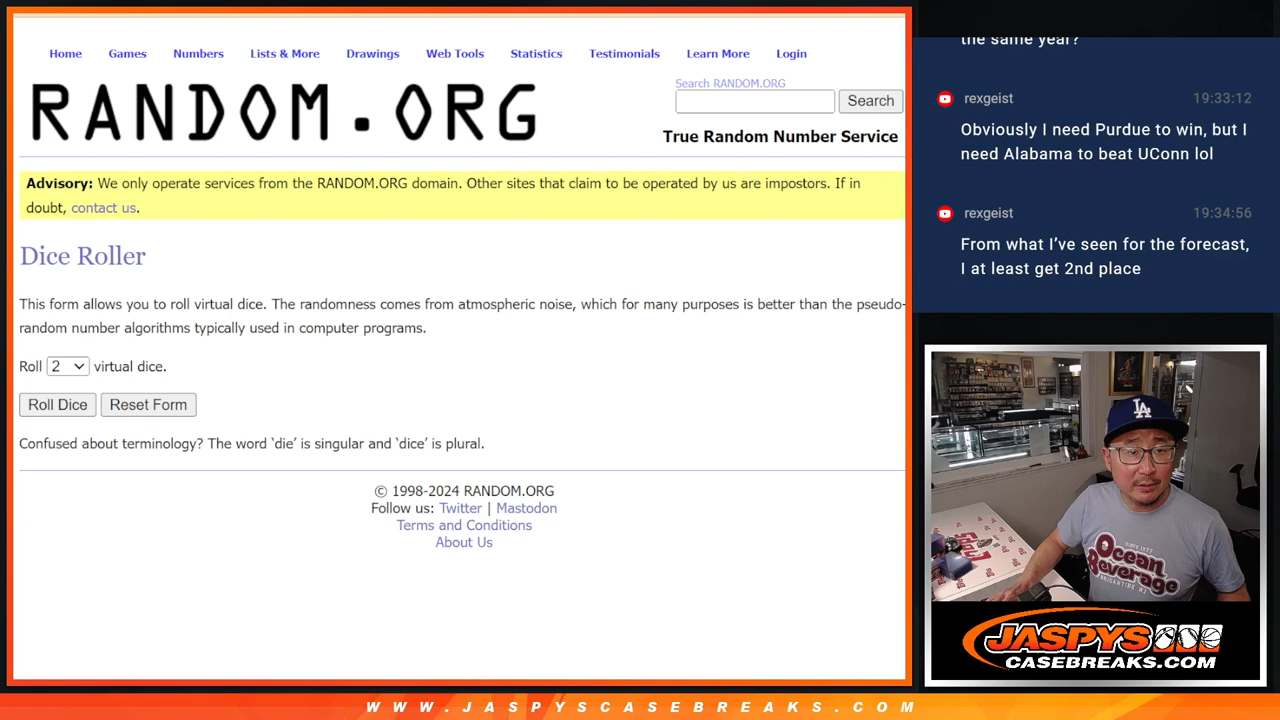 Home Games Numbers Lists & More Drawings Web Tools Statistics Testimonials Learn More Login
RANDOM.ORG
Search RANDOM.ORG
Search
True Random Number Service
Advisory: We only operate services from the RANDOM.ORG domain. Other sites that claim to be operated by us are impostors. If in
doubt, contact us.
Dice Roller
This form allows you to roll virtual dice. The randomness comes from atmospheric noise, which for many purposes is better than the pseudo-
random number algorithms typically used in computer programs.
Roll 2 virtual dice.
Roll Dice Reset Form
Confused about terminology? The word ‘die’ is singular and ‘dice’ is plural.
© 1998-2024 RANDOM.ORG
Follow us: Twitter | Mastodon
Terms and Conditions
About Us
the same year?
rexgeist 19:33:12
Obviously I need Purdue to win, but I
need Alabama to beat UConn lol
rexgeist 19:34:56
From what I’ve seen for the forecast,
I at least get 2nd place
LA
SINCE 1977
Ocean
Beverage
BRIGANTINE, NJ
JASPYS
CASEBREAKS.COM
WWW.JASPYSCASEBREAKS.COM